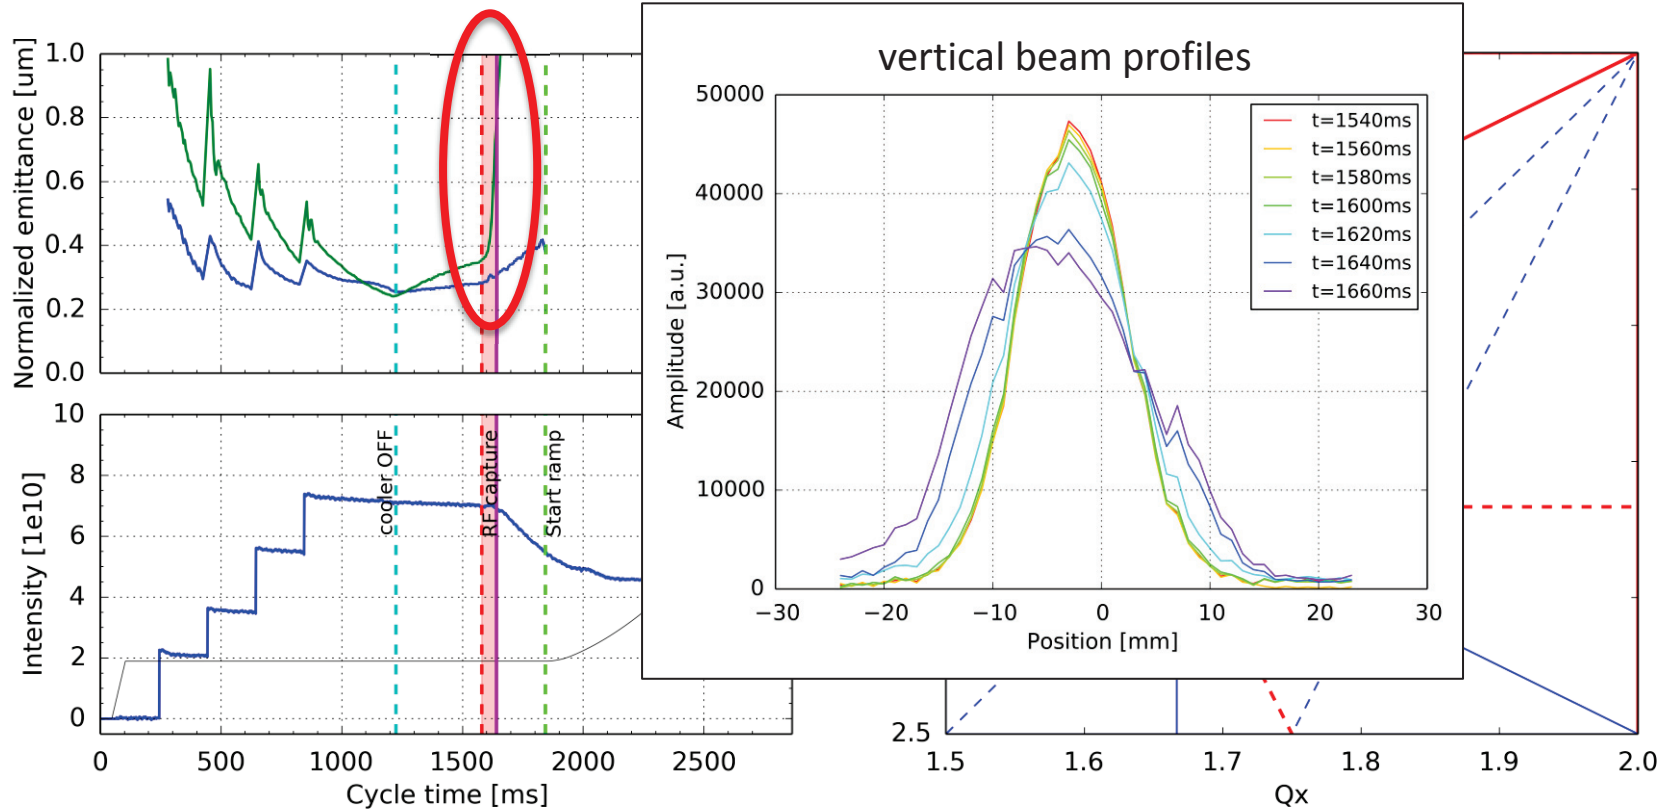 vertical beam profiles
Normalized emittance [um]
1.0
0.8
0.6
0.4
0.2
0.0
Intensity [1e10]
10
8
6
4
2
0
cooler OFF
RF capture
Start ramp
0 500 1000 1500 2000 2500
Cycle time [ms]
Amplitude [a.u.]
50000
40000
30000
20000
10000
0
−30 −20 −10 0 10 20 30
Position [mm]
t=1540ms
t=1560ms
t=1580ms
t=1600ms
t=1620ms
t=1640ms
t=1660ms
2.5
1.5 1.6 1.7 1.8 1.9 2.0
Qx